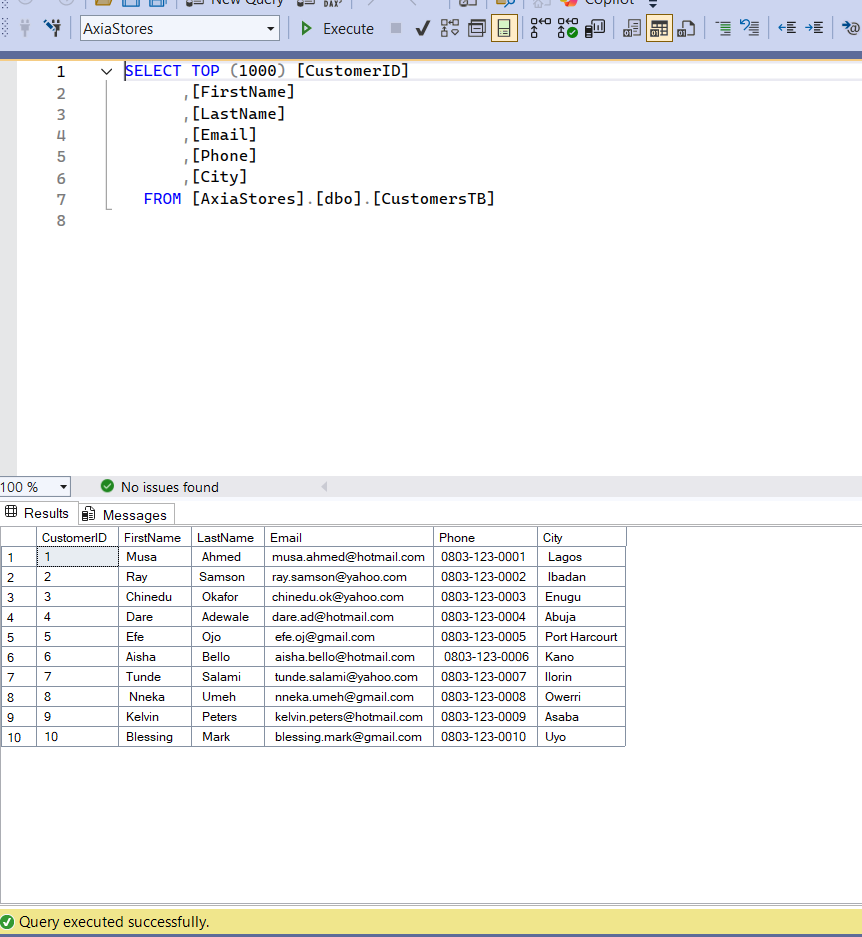 New Query DAX Copilot
AxiaStores Execute
1 SELECT TOP (1000) [CustomerID]
2 ,[FirstName]
3 ,[LastName]
4 ,[Email]
5 ,[Phone]
6 ,[City]
7 FROM [AxiaStores].[dbo].[CustomersTB]
8
100 % No issues found
Results Messages
CustomerID FirstName LastName Email Phone City
1 1 Musa Ahmed musa.ahmed@hotmail.com 0803-123-0001 Lagos
2 2 Ray Samson ray.samson@yahoo.com 0803-123-0002 Ibadan
3 3 Chinedu Okafor chinedu.ok@yahoo.com 0803-123-0003 Enugu
4 4 Dare Adewale dare.ad@hotmail.com 0803-123-0004 Abuja
5 5 Efe Ojo efe.oj@gmail.com 0803-123-0005 Port Harcourt
6 6 Aisha Bello aisha.bello@hotmail.com 0803-123-0006 Kano
7 7 Tunde Salami tunde.salami@yahoo.com 0803-123-0007 Ilorin
8 8 Nneka Umeh nneka.umeh@gmail.com 0803-123-0008 Owerri
9 9 Kelvin Peters kelvin.peters@hotmail.com 0803-123-0009 Asaba
10 10 Blessing Mark blessing.mark@gmail.com 0803-123-0010 Uyo
Query executed successfully.